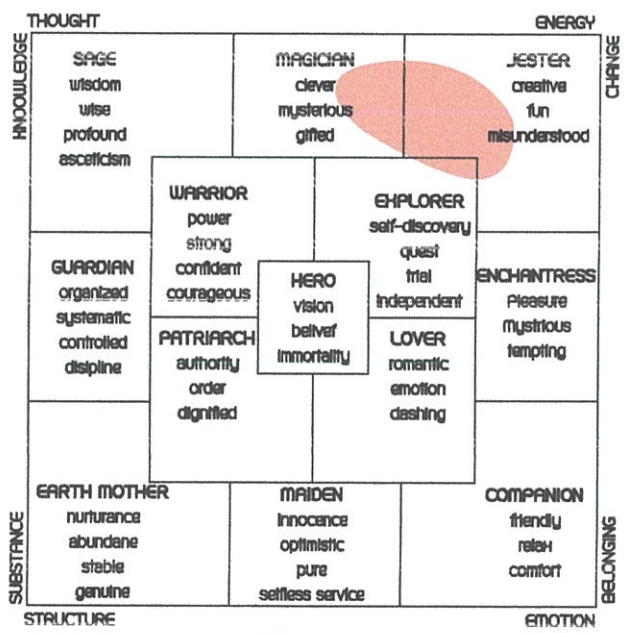 THOUGHT
ENERGY
KNOOWLEDGE
CHANGE
SAGE
wisdom
wise
profound
asceticism
MAGICIAN
clever
mysterious
gifted
JESTER
creative
fun
misunderstood
WARRIOR
power
strong
confident
courageous
EXPLORER
self-discovery
quest
trial
independent
GUARDIAN
organized
systematic
controlled
disipline
HERO
vision
belivef
immortality
ENCHANTRESS
Pleasure
Mystrious
tempting
PATRIARCH
authority
order
dignified
LOVER
romantic
emotion
dashing
EARTH MOTHER
nurturance
abundane
stable
genuine
MAIDEN
innocence
optimistic
pure
selfless service
COMPANION
friendly
relax
comfort
SUBSTANCE
BELONGING
STRUCTURE
EMOTION